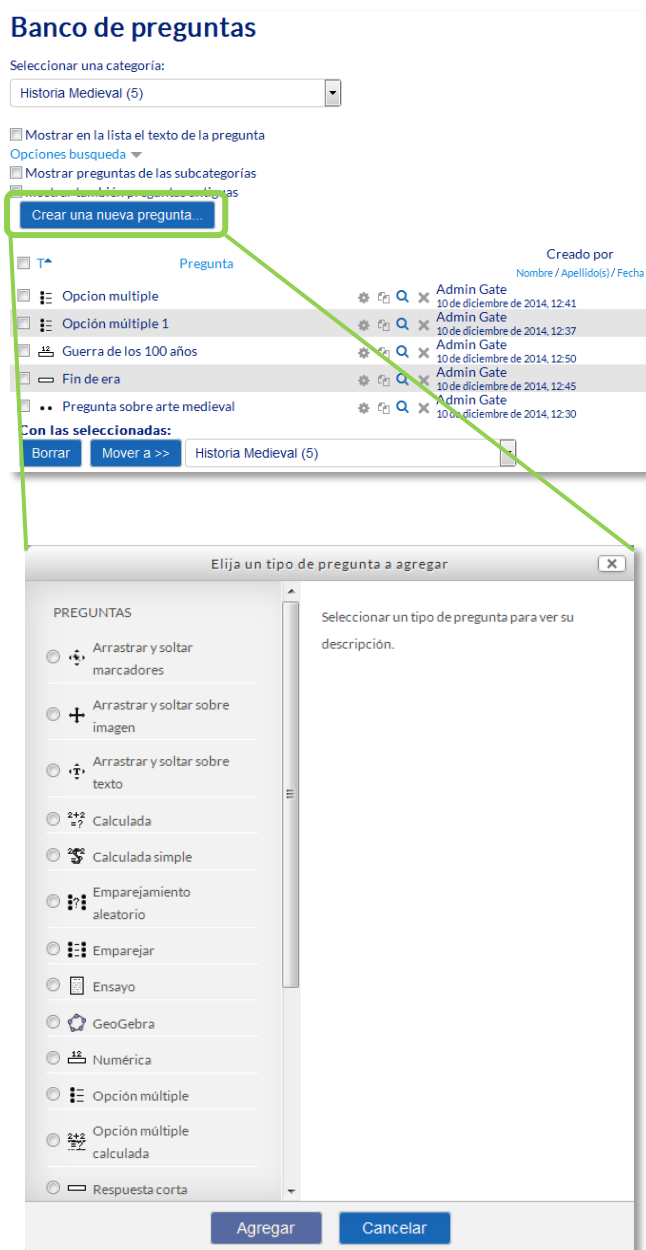 Banco de preguntas
Seleccionar una categoría:
Historia Medieval (5)
Mostrar en la lista el texto de la pregunta
Opciones busqueda
Mostrar preguntas de las subcategorías
Mostrar también preguntas antiguas
Crear una nueva pregunta...
T
Pregunta
Creado por
Nombre / Apellido(s) / Fecha
Opcion multiple
Admin Gate
10 de diciembre de 2014, 12:41
Opción múltiple 1
Admin Gate
10 de diciembre de 2014, 12:37
Guerra de los 100 años
Admin Gate
10 de diciembre de 2014, 12:50
Fin de era
Admin Gate
10 de diciembre de 2014, 12:45
Pregunta sobre arte medieval
Admin Gate
10 de diciembre de 2014, 12:30
Con las seleccionadas:
Borrar
Mover a >>
Historia Medieval (5)
Elija un tipo de pregunta a agregar
PREGUNTAS
Arrastrar y soltar
marcadores
Arrastrar y soltar sobre
imagen
Arrastrar y soltar sobre
texto
Calculada
Calculada simple
Emparejamiento
aleatorio
Emparejar
Ensayo
GeoGebra
Numérica
Opción múltiple
Opción múltiple
calculada
Respuesta corta
Seleccionar un tipo de pregunta para ver su
descripción.
Agregar
Cancelar